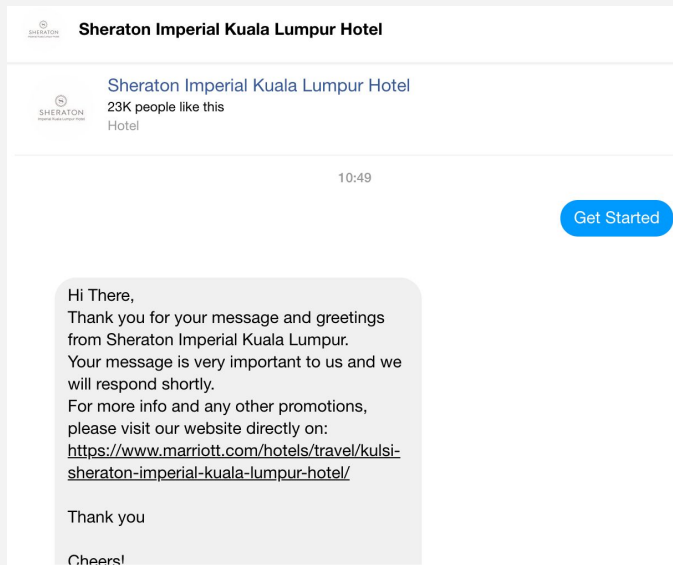 SHERATON
Sheraton Imperial Kuala Lumpur Hotel
Sheraton Imperial Kuala Lumpur Hotel
SHERATON
23K people like this
Hotel
10:49
Get Started
Hi There,
Thank you for your message and greetings
from Sheraton Imperial Kuala Lumpur.
Your message is very important to us and we
will respond shortly.
For more info and any other promotions,
please visit our website directly on:
https://www.marriott.com/hotels/travel/kulsi-
sheraton-imperial-kuala-lumpur-hotel/
Thank you
Cheers!